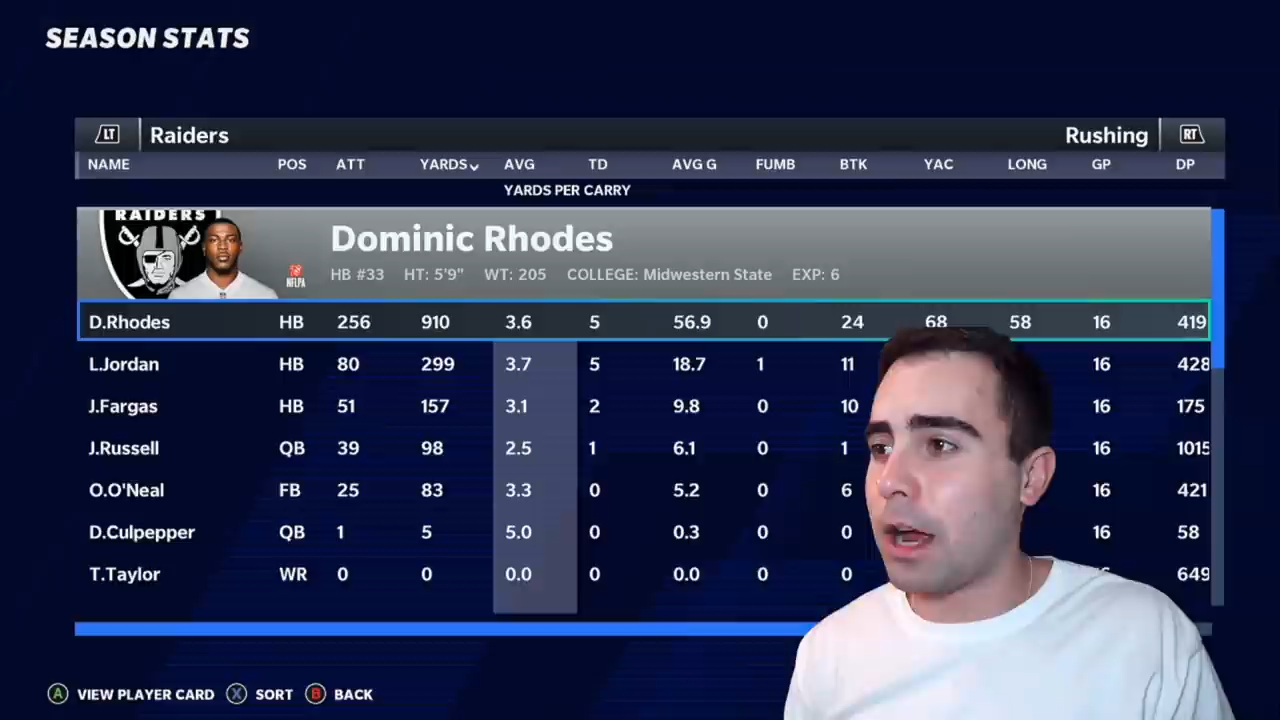 SEASON STATS
LT Raiders Rushing RT
NAME POS ATT YARDS AVG TD AVG G FUMB BTK YAC LONG GP DP
YARDS PER CARRY
RAIDERS
Dominic Rhodes
NFLPA
HB #33 HT: 5'9" WT: 205 COLLEGE: Midwestern State EXP: 6
D.Rhodes HB 256 910 3.6 5 56.9 0 24 68 58 16 419
L.Jordan HB 80 299 3.7 5 18.7 1 11 16 428
J.Fargas HB 51 157 3.1 2 9.8 0 10 16 175
J.Russell QB 39 98 2.5 1 6.1 0 1 16 1015
O.O'Neal FB 25 83 3.3 0 5.2 0 6 16 421
D.Culpepper QB 1 5 5.0 0 0.3 0 0 16 58
T.Taylor WR 0 0 0.0 0 0.0 0 0 649
A VIEW PLAYER CARD X SORT B BACK